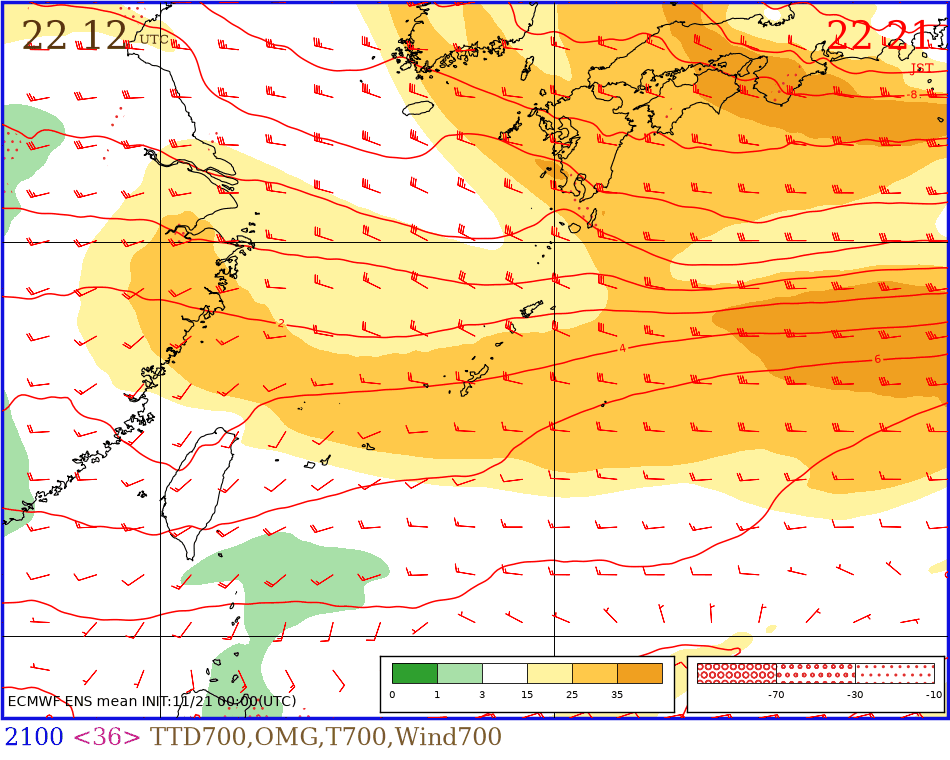 22 12 UTC
22 21 JST
-8
2
4
6
0 1 3 15 25 35
-70 -30 -10
ECMWF ENS mean INIT:11/21 00:00(UTC)
2100 <36> TTD700,OMG,T700,Wind700